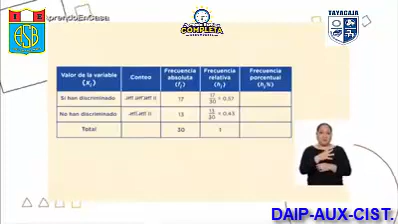 AprendoEnCasa
COMPLETA
TAYACAJA
I E
ASB
Valor de la variable (xᵢ) Conteo Frecuencia absoluta (fᵢ) Frecuencia relativa (hᵢ) Frecuencia porcentual (hᵢ%)
Si han discriminado 17 17/30 = 0,57
No han discriminado 13 13/30 = 0,43
Total 30 1
DAIP-AUX-CIST.